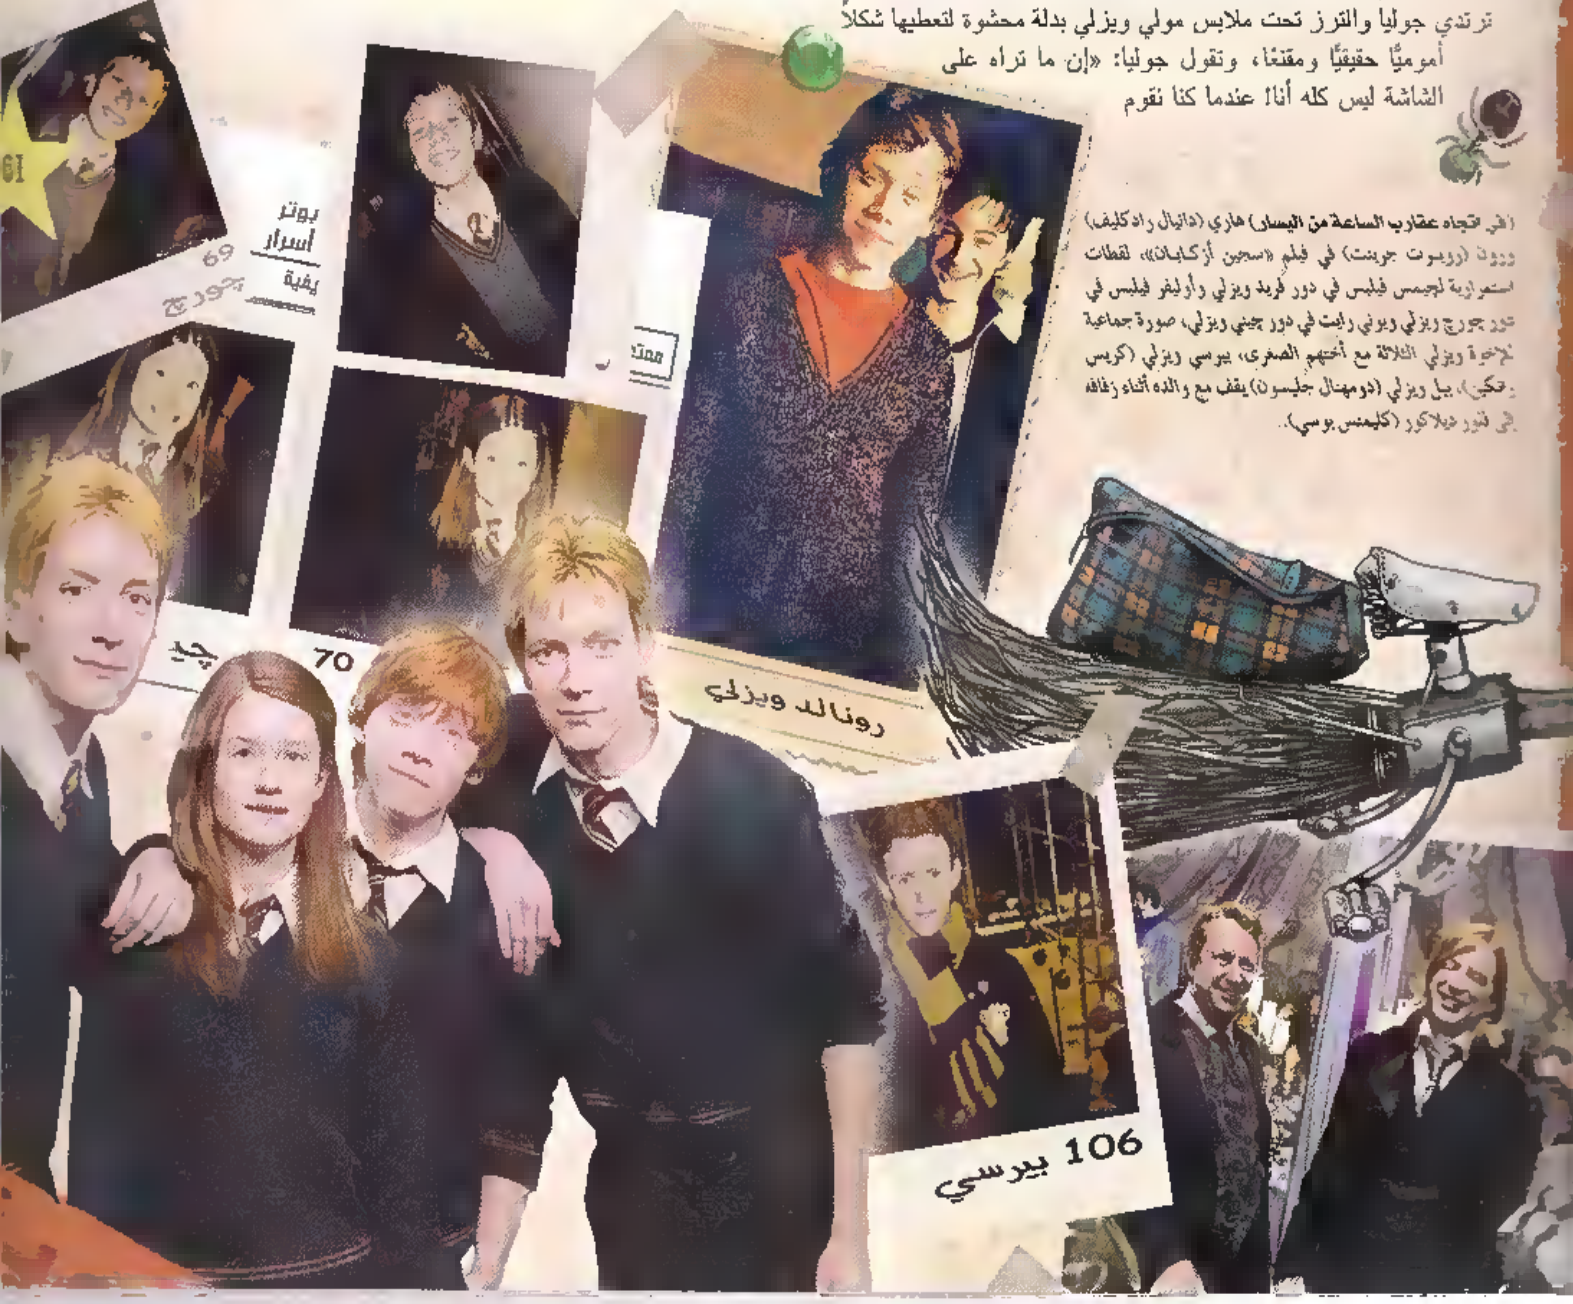 ترتدي جوليا والترز تحت ملابس مولي ويزلي بدلة محشوة لتعطيها شكلاً
أموميًّا حقيقيًّا ومقنعًا، وتقول جوليا: «إن ما تراه على
الشاشة ليس كله أنا! عندما كنا نقوم
(في اتجاه عقارب الساعة من اليسار) هاري (دانيال رادكليف)
ورون (روبرت جرينت) في فيلم «سجين أزكابان»، لقطات
استمرارية لجيمس فيلبس في دور فريد ويزلي وأوليفر فيلبس في
دور جورج ويزلي وبوني رايت في دور جيني ويزلي، صورة جماعية
للإخوة ويزلي الثلاثة مع أختهم الصغرى، بيرسي ويزلي (كريس
رانكين)، بيل ويزلي (دومهنال جليسون) يقف مع والده أثناء زفافه
إلى فلور ديلاكور (كليمنس بوسي).
بوتر
أسرار
69
جورج
70
رونالد ويزلي
106 بيرسي